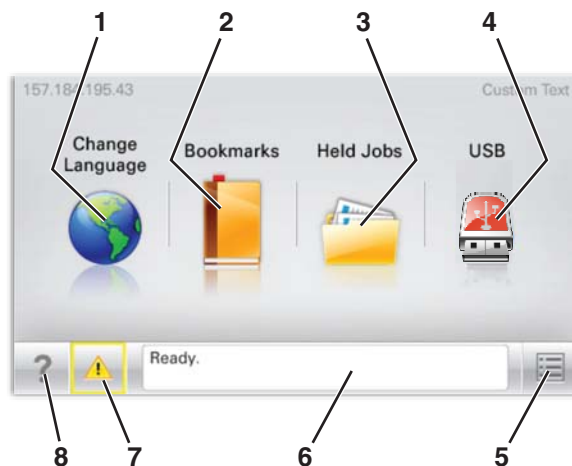 1 2 3 4
157.184.195.43 Custom Text
Change
Language
Bookmarks
Held Jobs
USB
? Ready.
8 7 6 5